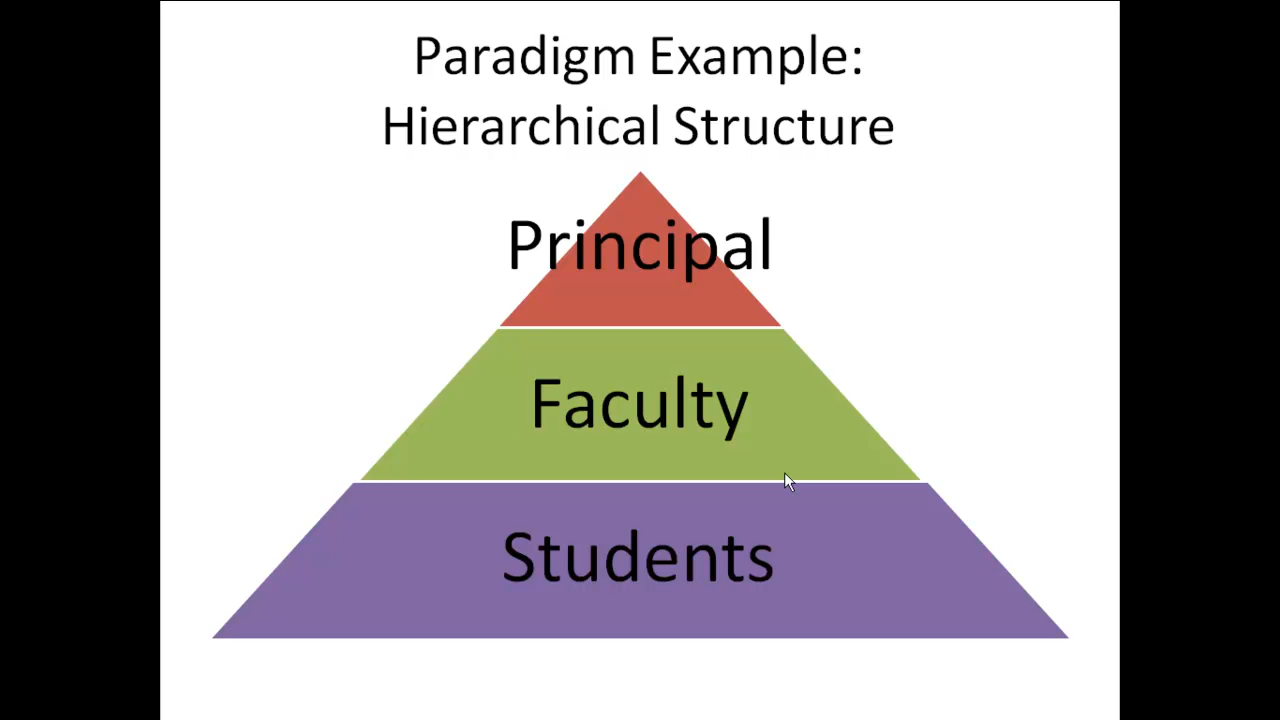 Paradigm Example:
Hierarchical Structure
Principal
Faculty
Students